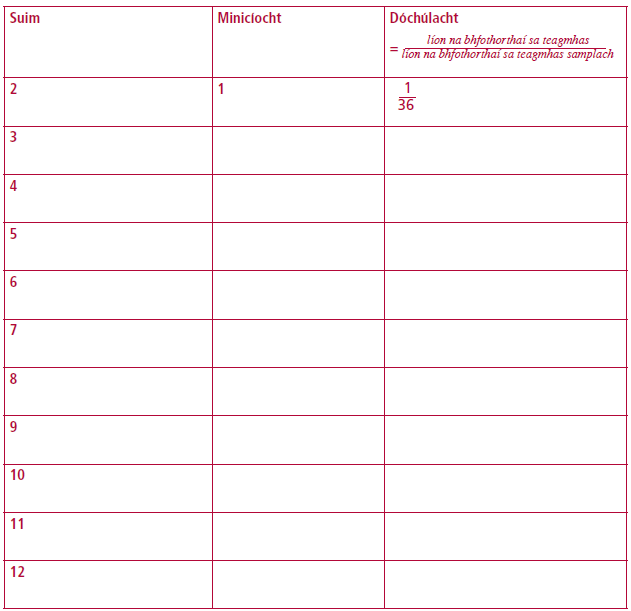 Suim Minicíocht Dóchúlacht
= líon na bhfothorthaí sa teagmhas
líon na bhfothorthaí sa teagmhas samplach
2 1 1
36
3
4
5
6
7
8
9
10
11
12